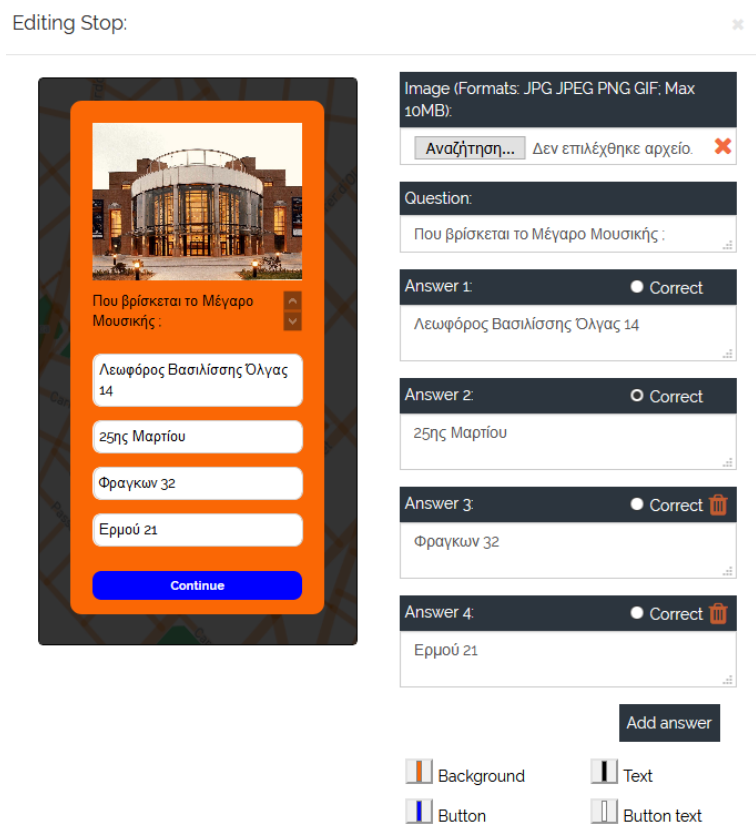 Editing Stop:
Που βρίσκεται το Μέγαρο
Μουσικής ;
Λεωφόρος Βασιλίσσης Όλγας
14
25ης Μαρτίου
Φραγκων 32
Ερμού 21
Continue
Image (Formats: JPG JPEG PNG GIF; Max
10MB):
Αναζήτηση... Δεν επιλέχθηκε αρχείο.
Question:
Που βρίσκεται το Μέγαρο Μουσικής ;
Answer 1: Correct
Λεωφόρος Βασιλίσσης Όλγας 14
Answer 2: Correct
25ης Μαρτίου
Answer 3: Correct
Φραγκων 32
Answer 4: Correct
Ερμού 21
Add answer
Background Text
Button Button text